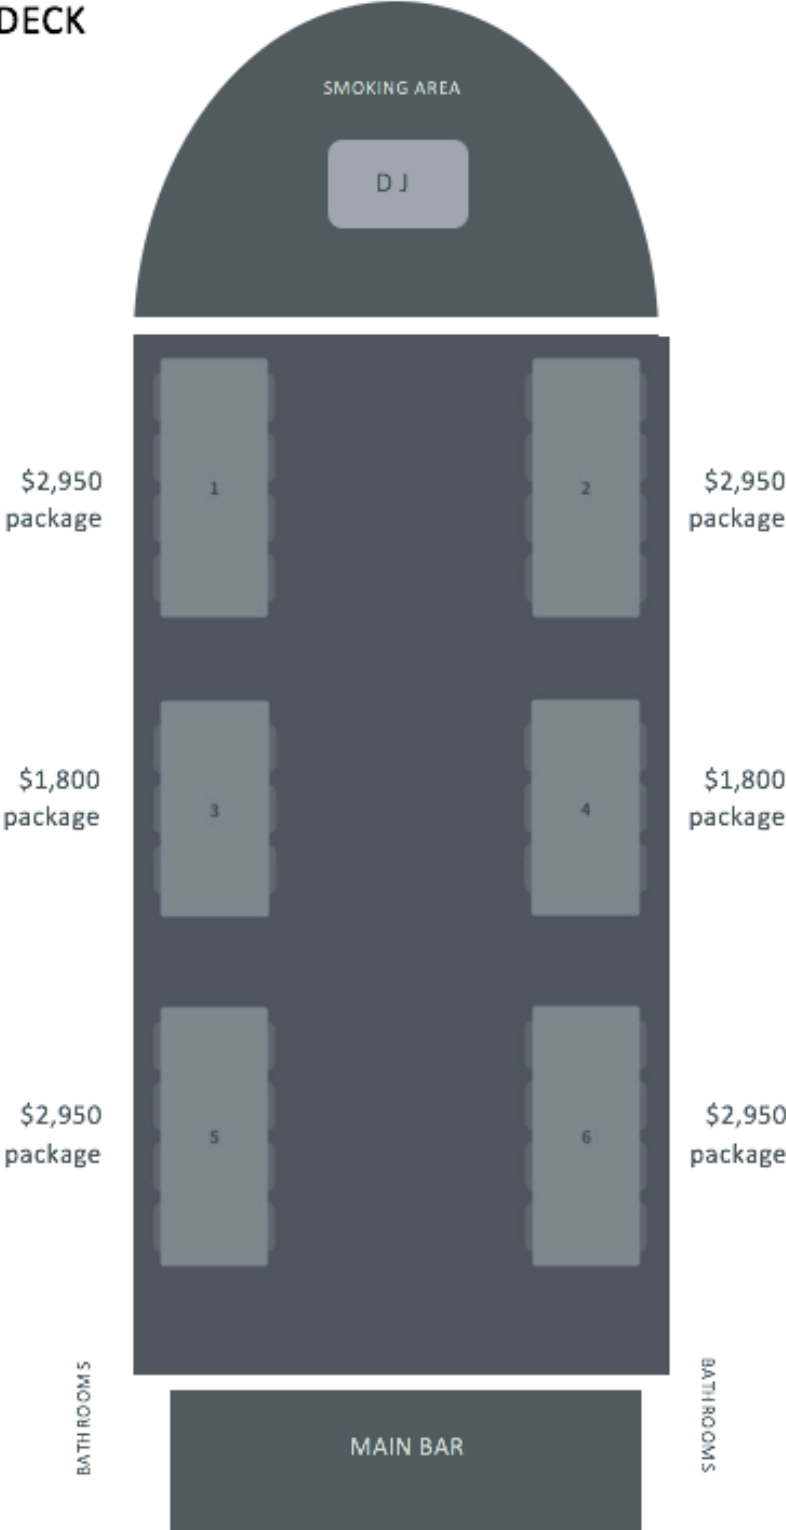 DECK
SMOKING AREA
DJ
$2,950
package
1
2
$2,950
package
$1,800
package
3
4
$1,800
package
$2,950
package
5
6
$2,950
package
BATHROOMS
MAIN BAR
BATHROOMS